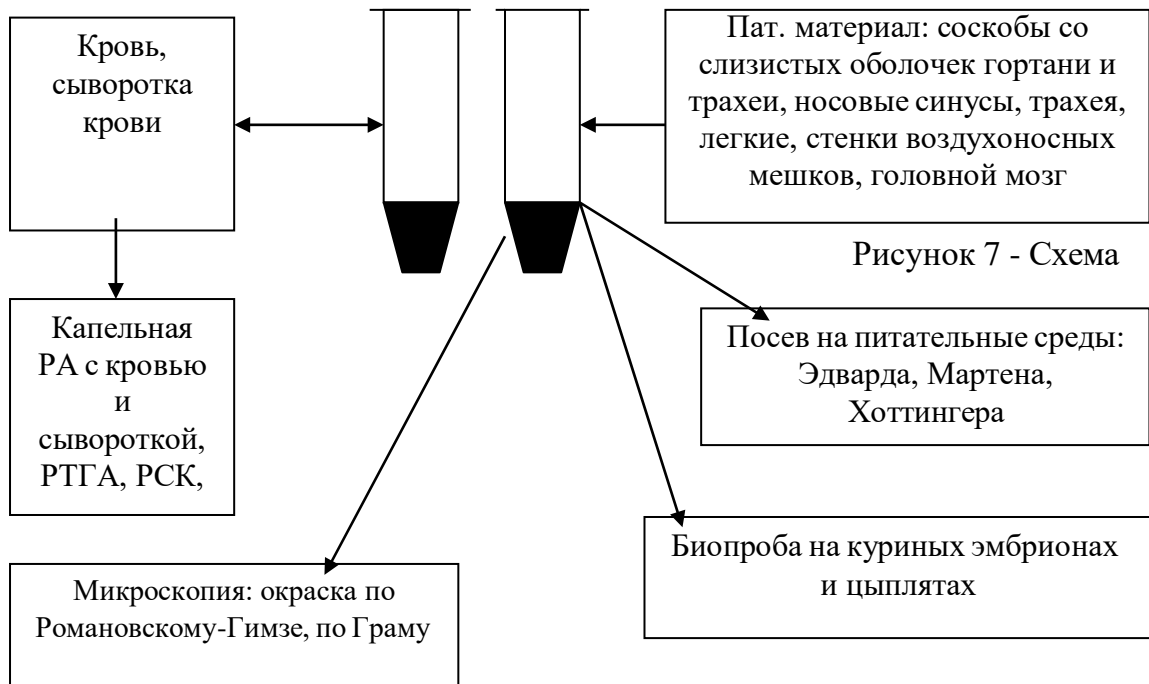 Кровь,
сыворотка
крови
Пат. материал: соскобы со
слизистых оболочек гортани и
трахеи, носовые синусы, трахея,
легкие, стенки воздухоносных
мешков, головной мозг
Рисунок 7 - Схема
Капельная
РА с кровью
и
сывороткой,
РТГА, РСК,
Посев на питательные среды:
Эдварда, Мартена,
Хоттингера
Биопроба на куриных эмбрионах
и цыплятах
Микроскопия: окраска по
Романовскому-Гимзе, по Граму